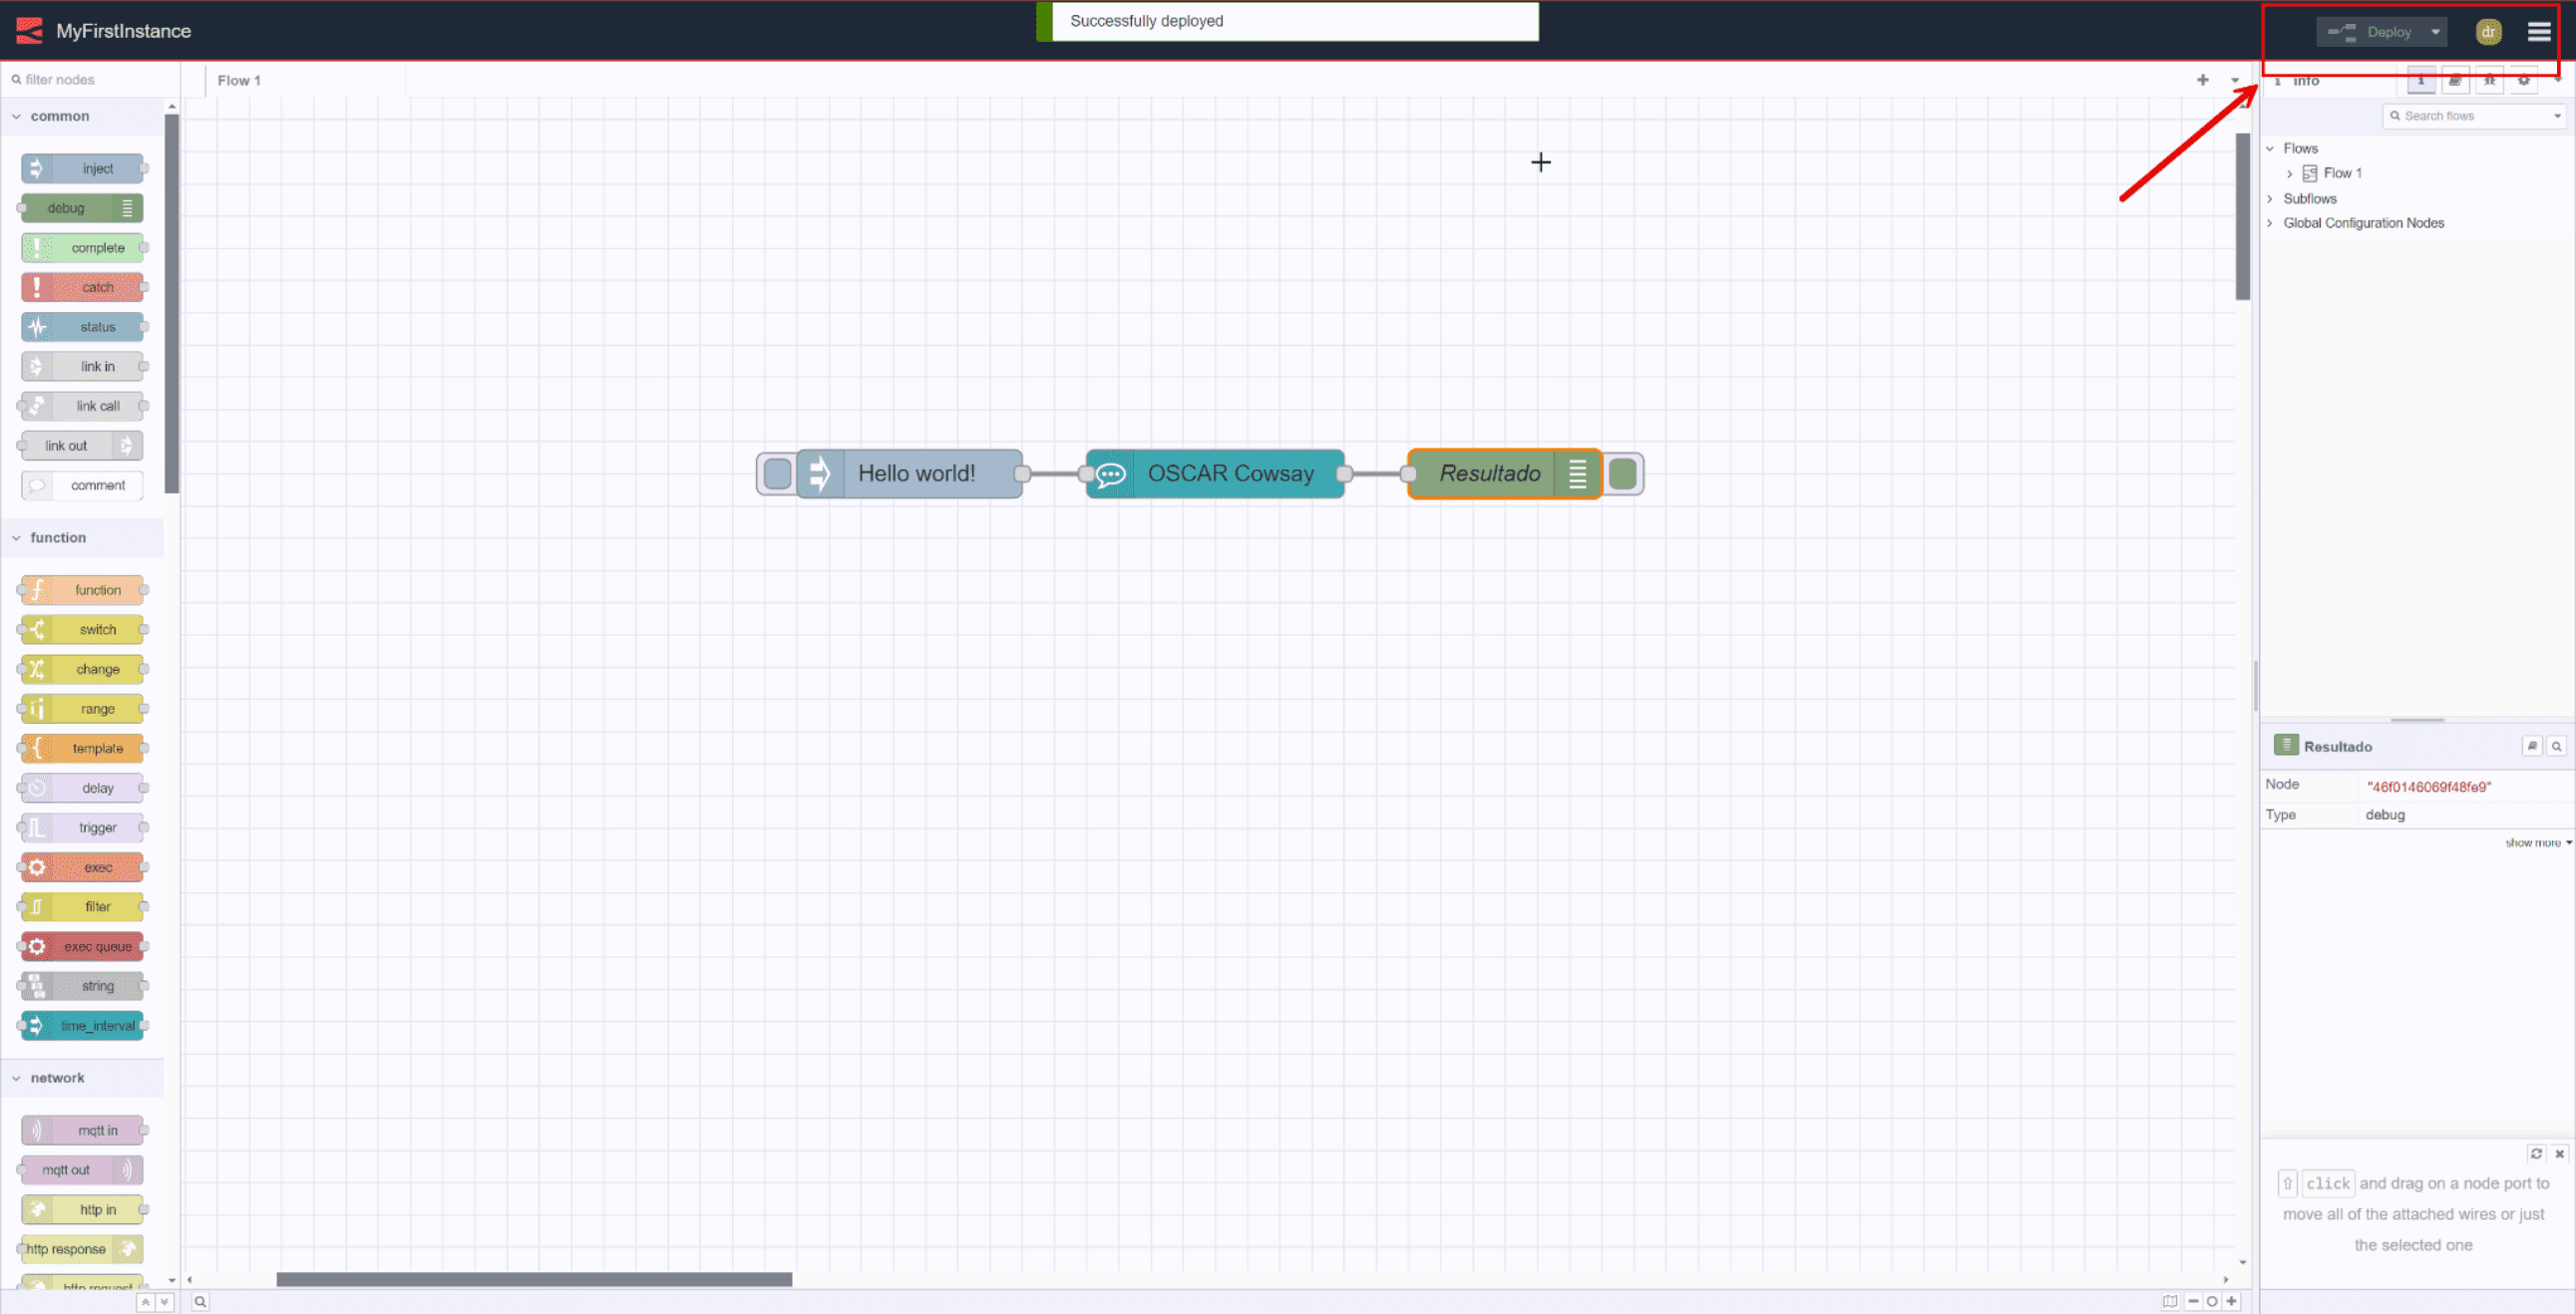 MyFirstInstance
Successfully deployed
Deploy
dr
filter nodes
Flow 1
info
common
inject
debug
complete
catch
status
link in
link call
link out
comment
function
function
switch
change
range
template
delay
trigger
exec
filter
exec queue
string
time_interval
network
mqtt in
mqtt out
http in
http response
http request
Hello world!
OSCAR Cowsay
Resultado
Search flows
Flows
Flow 1
Subflows
Global Configuration Nodes
Resultado
Node "46f0146069f48fe9"
Type debug
show more
⇧ click and drag on a node port to
move all of the attached wires or just
the selected one